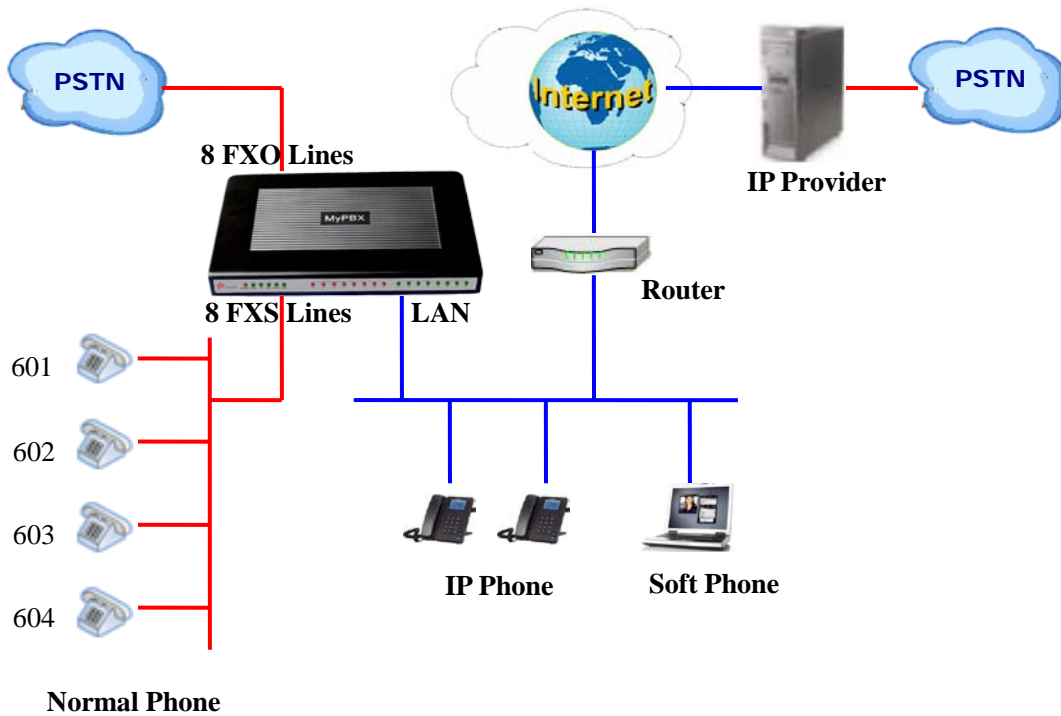 PSTN
Internet
PSTN
8 FXO Lines
IP Provider
MyPBX
Router
8 FXS Lines
LAN
601
602
603
604
IP Phone
Soft Phone
Normal Phone